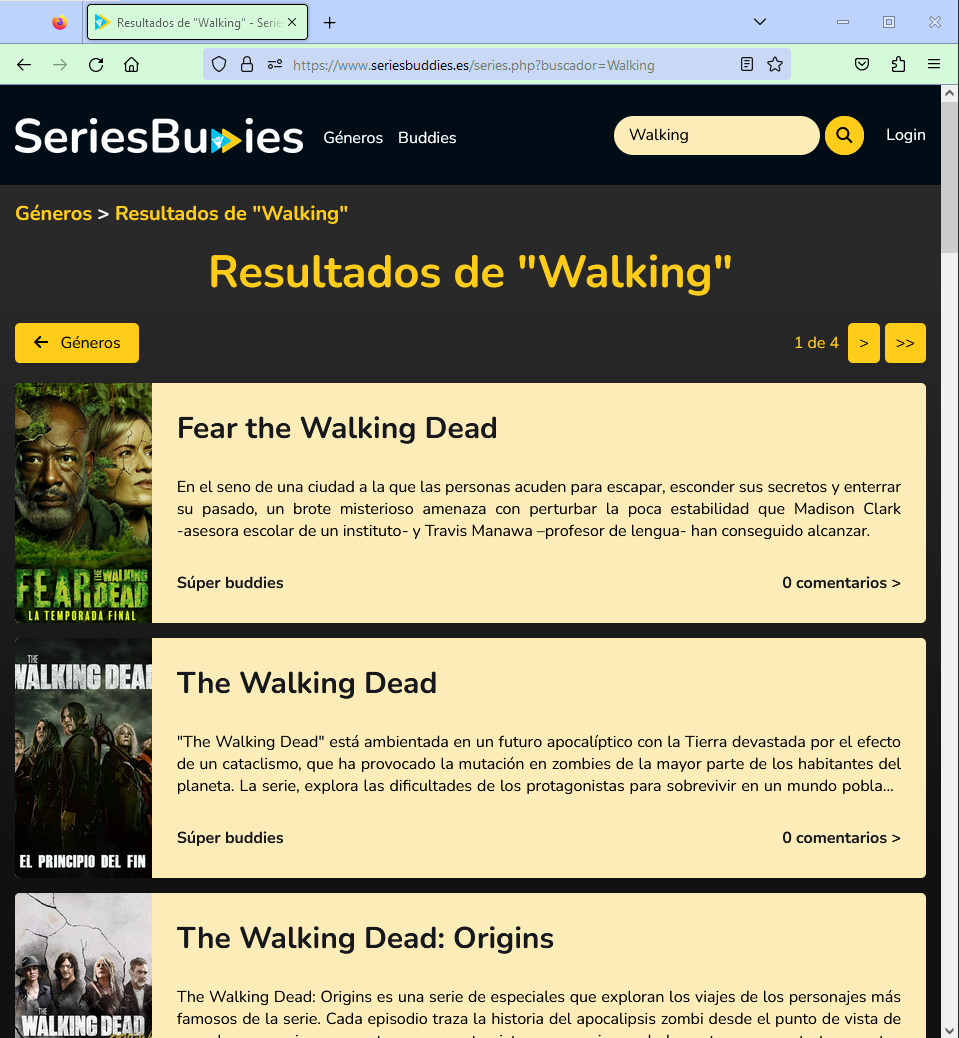 Resultados de "Walking" - Serie
https://www.seriesbuddies.es/series.php?buscador=Walking
SeriesBuddies
Géneros
Buddies
Walking
Login
Géneros > Resultados de "Walking"
Resultados de "Walking"
Géneros
1 de 4
>
>>
FEAR THE WALKING DEAD
LA TEMPORADA FINAL
Fear the Walking Dead
En el seno de una ciudad a la que las personas acuden para escapar, esconder sus secretos y enterrar
su pasado, un brote misterioso amenaza con perturbar la poca estabilidad que Madison Clark
-asesora escolar de un instituto- y Travis Manawa –profesor de lengua- han conseguido alcanzar.
Súper buddies
0 comentarios >
THE
WALKING DEAD
EL PRINCIPIO DEL FIN
The Walking Dead
"The Walking Dead" está ambientada en un futuro apocalíptico con la Tierra devastada por el efecto
de un cataclismo, que ha provocado la mutación en zombies de la mayor parte de los habitantes del
planeta. La serie, explora las dificultades de los protagonistas para sobrevivir en un mundo pobla...
Súper buddies
0 comentarios >
THE
WALKING DEAD
The Walking Dead: Origins
The Walking Dead: Origins es una serie de especiales que exploran los viajes de los personajes más
famosos de la serie. Cada episodio traza la historia del apocalipsis zombi desde el punto de vista de